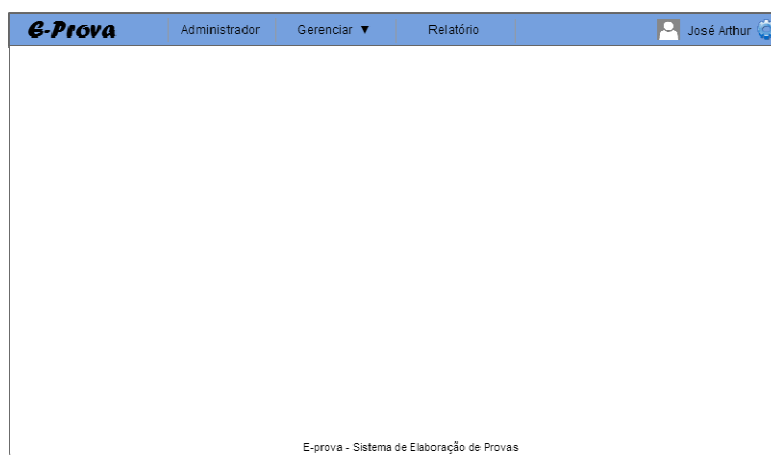 E-Prova Administrador Gerenciar ▼ Relatório José Arthur
E-prova - Sistema de Elaboração de Provas